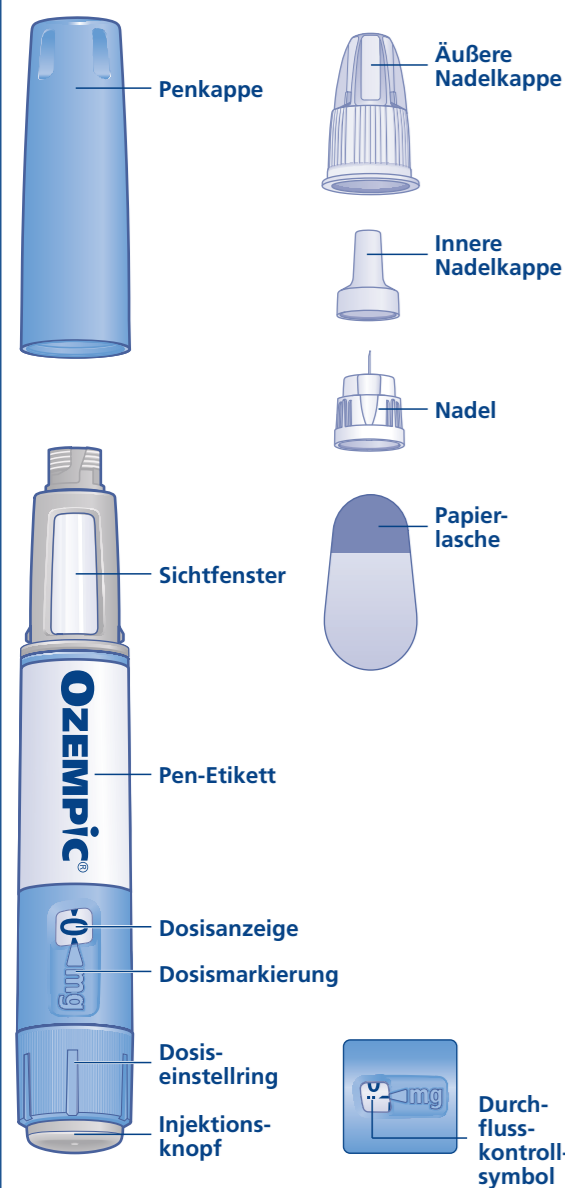 Penkappe
Äußere
Nadelkappe
Innere
Nadelkappe
Nadel
Papier-
lasche
Sichtfenster
OZEMPIC®
Pen-Etikett
0
mg
Dosisanzeige
Dosismarkierung
Dosis-
einstellring
Injektions-
knopf
0
mg
Durch-
fluss-
kontroll-
symbol